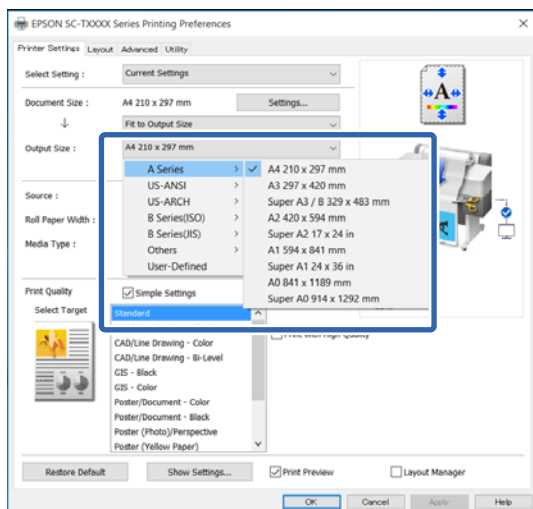 EPSON SC-TXXXX Series Printing Preferences
Printer Settings Layout Advanced Utility
Select Setting : Current Settings
Document Size : A4 210 x 297 mm Settings...
Fit to Output Size
Output Size : A4 210 x 297 mm
A Series
US-ANSI
US-ARCH
B Series(ISO)
B Series(JIS)
Others
User-Defined
A4 210 x 297 mm
A3 297 x 420 mm
Super A3 / B 329 x 483 mm
A2 420 x 594 mm
Super A2 17 x 24 in
A1 594 x 841 mm
Super A1 24 x 36 in
A0 841 x 1189 mm
Super A0 914 x 1292 mm
Source :
Roll Paper Width :
Media Type :
Print Quality Simple Settings
Select Target
Standard
CAD/Line Drawing - Color
CAD/Line Drawing - Bi-Level
GIS - Black
GIS - Color
Poster/Document - Color
Poster/Document - Black
Poster (Photo)/Perspective
Poster (Yellow Paper)
A
Restore Default Show Settings... Print Preview Layout Manager
OK Cancel Apply Help